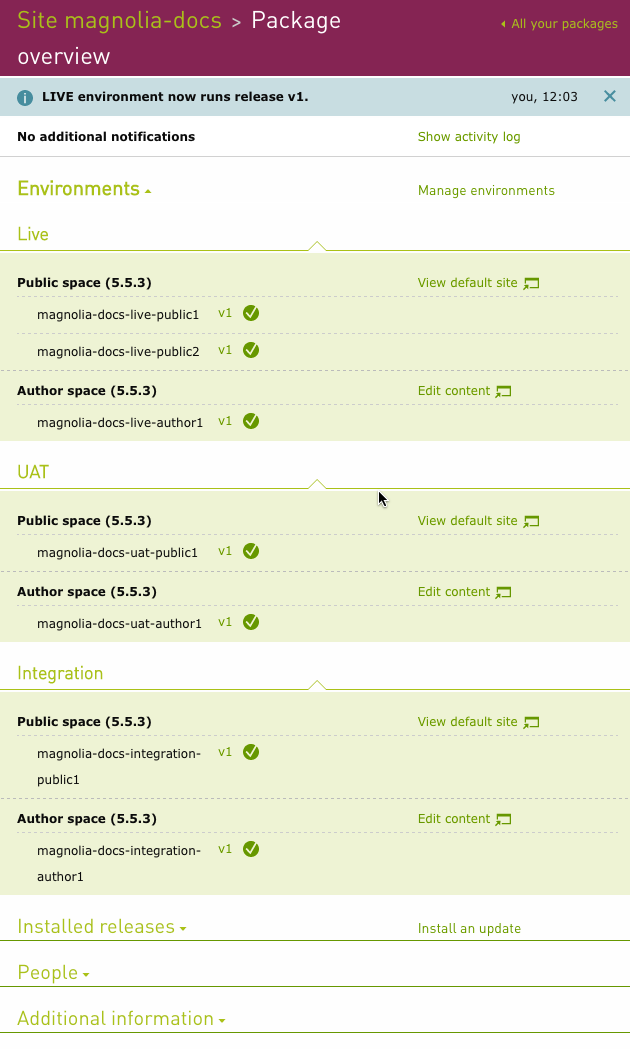 Site magnolia-docs > Package overview
All your packages
LIVE environment now runs release v1.
you, 12:03
No additional notifications
Show activity log
Environments
Manage environments
Live
Public space (5.5.3)
View default site
magnolia-docs-live-public1 v1
magnolia-docs-live-public2 v1
Author space (5.5.3)
Edit content
magnolia-docs-live-author1 v1
UAT
Public space (5.5.3)
View default site
magnolia-docs-uat-public1 v1
Author space (5.5.3)
Edit content
magnolia-docs-uat-author1 v1
Integration
Public space (5.5.3)
View default site
magnolia-docs-integration- v1
public1
Author space (5.5.3)
Edit content
magnolia-docs-integration- v1
author1
Installed releases
Install an update
People
Additional information